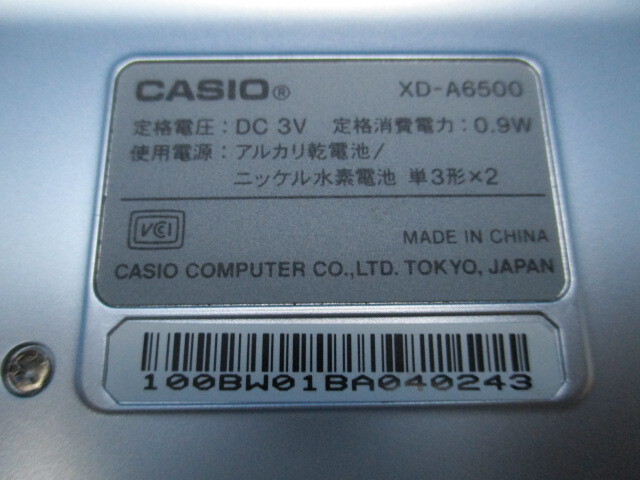 CASIO® XD-A6500
定格電圧：DC 3V 定格消費電力：0.9W
使用電源：アルカリ乾電池/
ニッケル水素電池 単3形×2
VCCI
MADE IN CHINA
CASIO COMPUTER CO.,LTD. TOKYO, JAPAN
100BW01BA040243